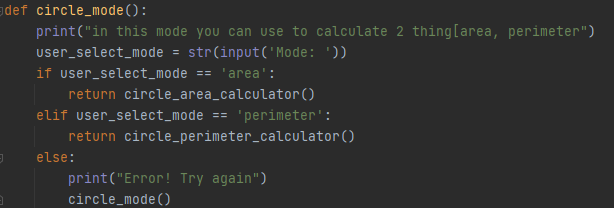 def circle_mode():
    print("in this mode you can use to calculate 2 thing[area, perimeter")
    user_select_mode = str(input('Mode: '))
    if user_select_mode == 'area':
        return circle_area_calculator()
    elif user_select_mode == 'perimeter':
        return circle_perimeter_calculator()
    else:
        print("Error! Try again")
        circle_mode()